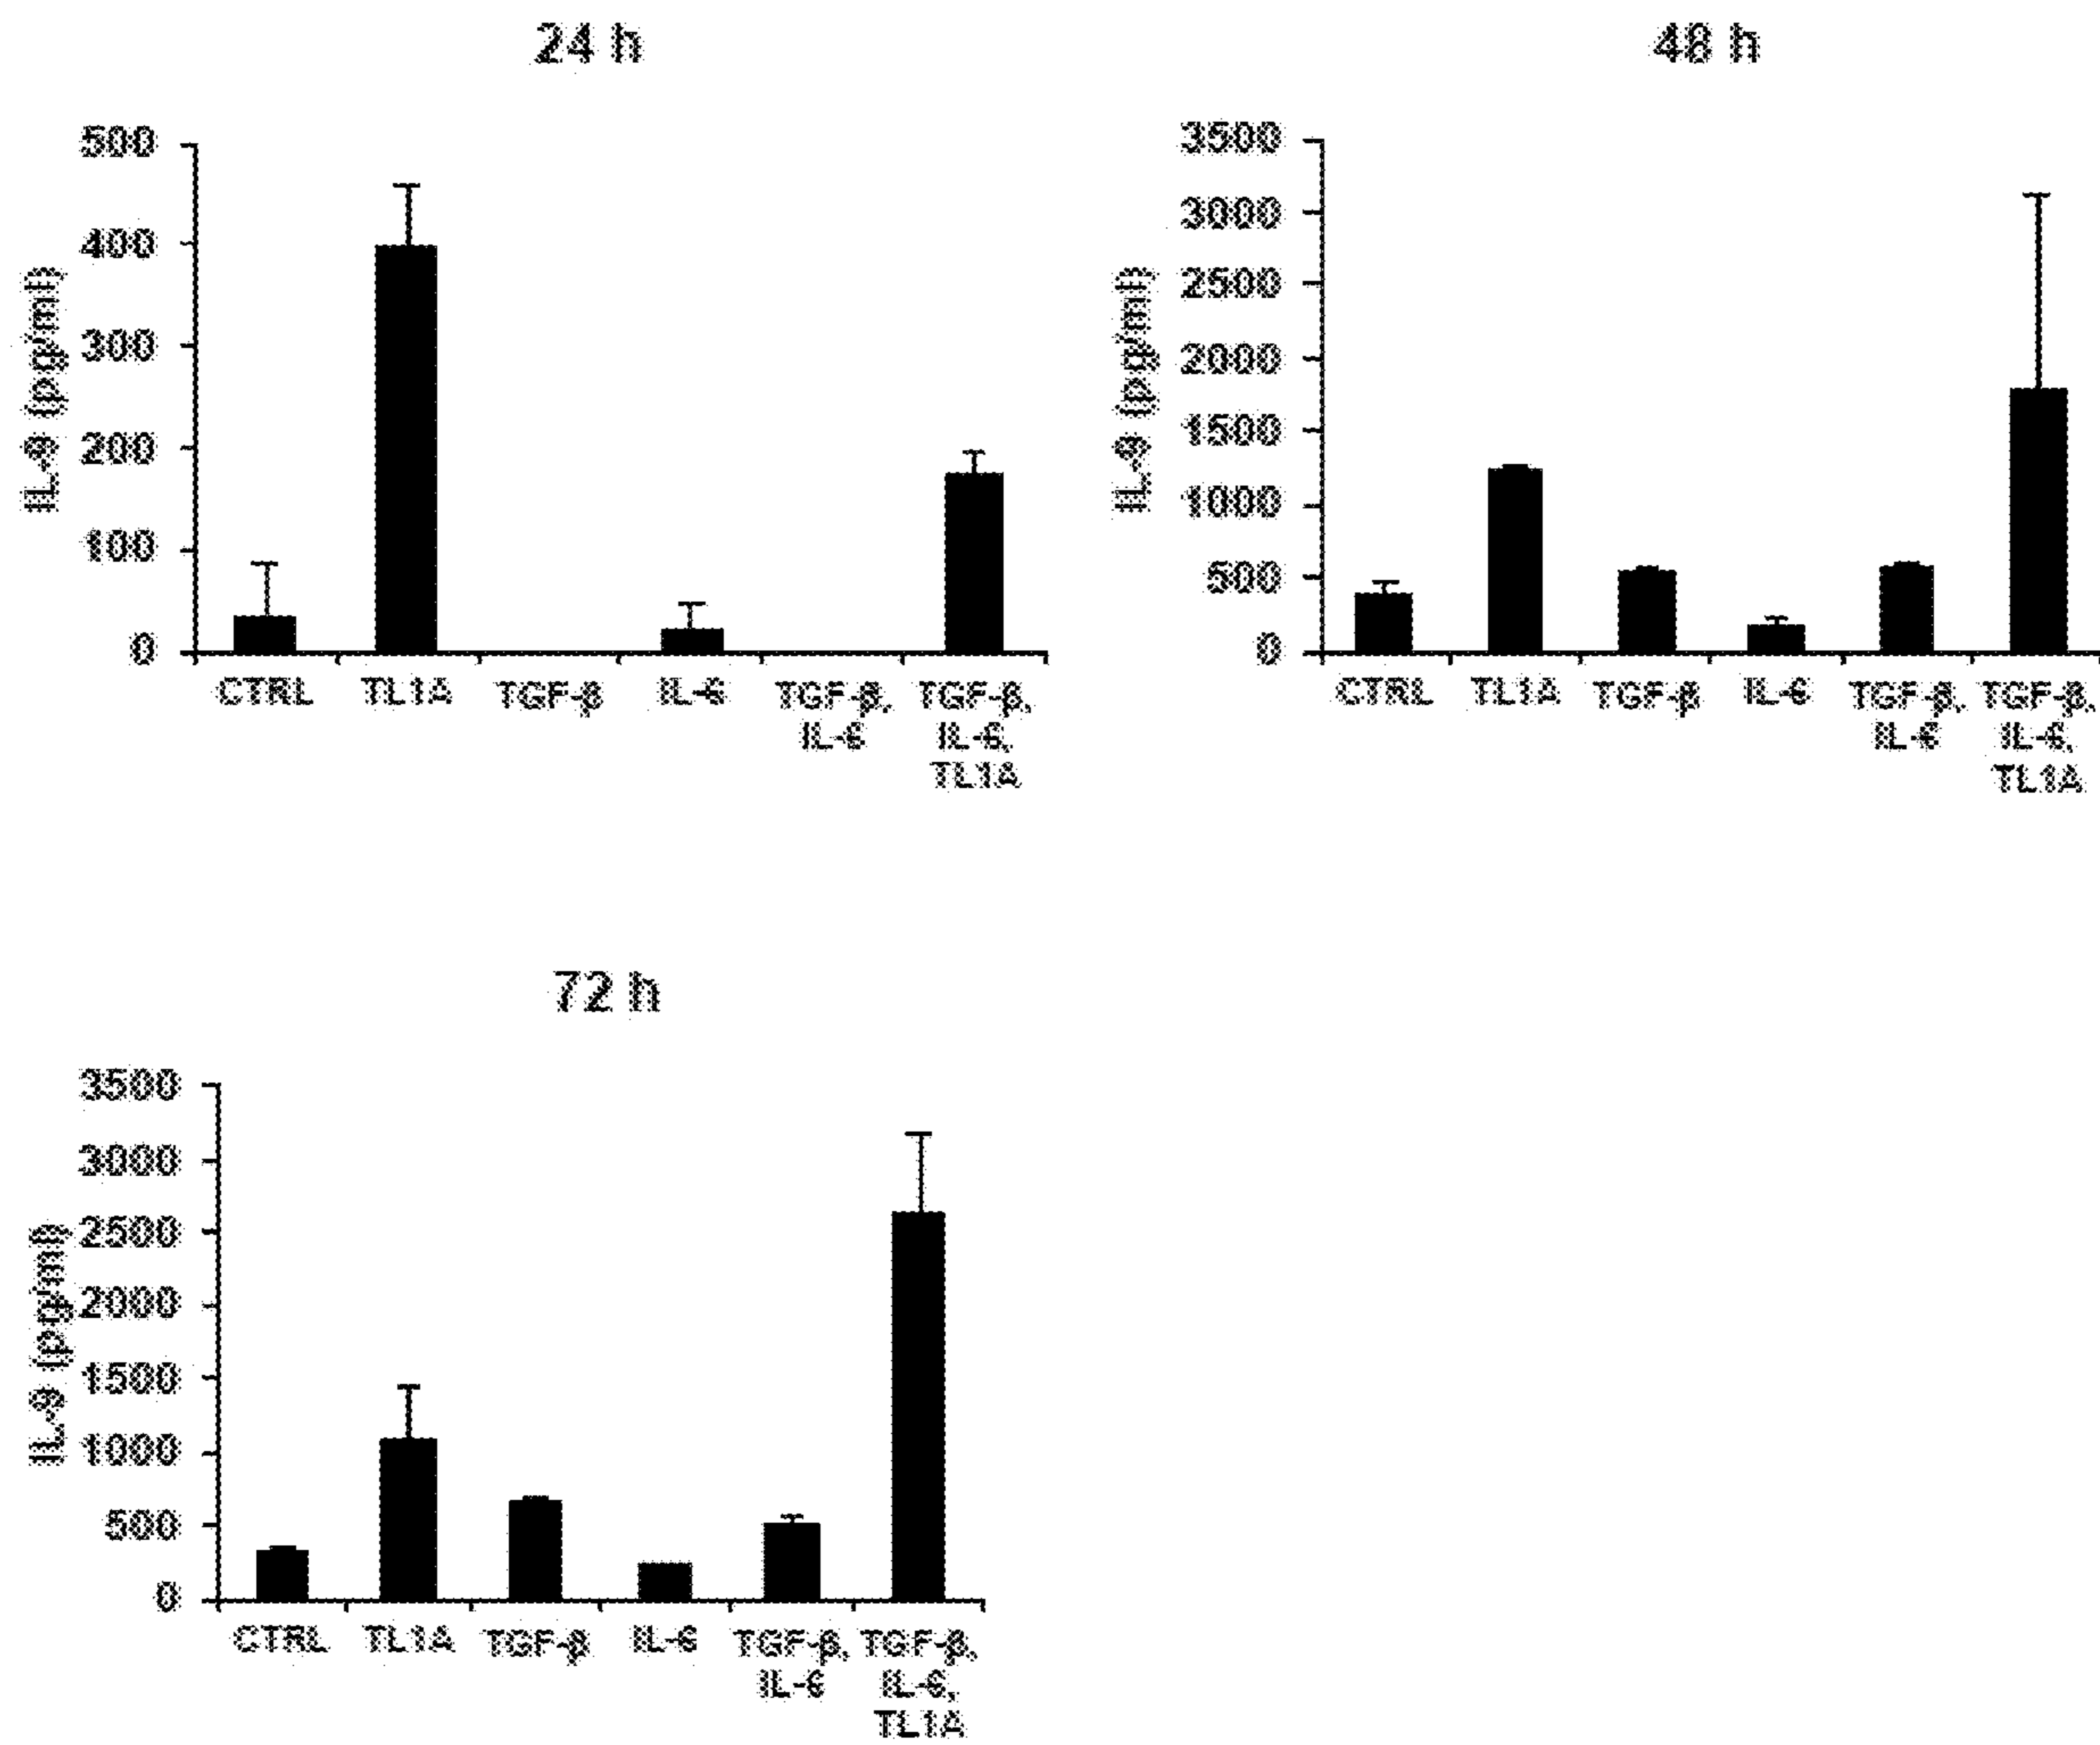 24 h
500
400
300
200
100
0
IL-9 (pg/ml)
CTRL TL1A TGF-β IL-6 TGF-β, TGF-β,
IL-6 IL-6,
TL1A
48 h
3500
3000
2500
2000
1500
1000
500
0
IL-9 (pg/ml)
CTRL TL1A TGF-β IL-6 TGF-β, TGF-β,
IL-6 IL-6,
TL1A
72 h
3500
3000
2500
2000
1500
1000
500
0
IL-9 (pg/ml)
CTRL TL1A TGF-β IL-6 TGF-β, TGF-β,
IL-6 IL-6,
TL1A